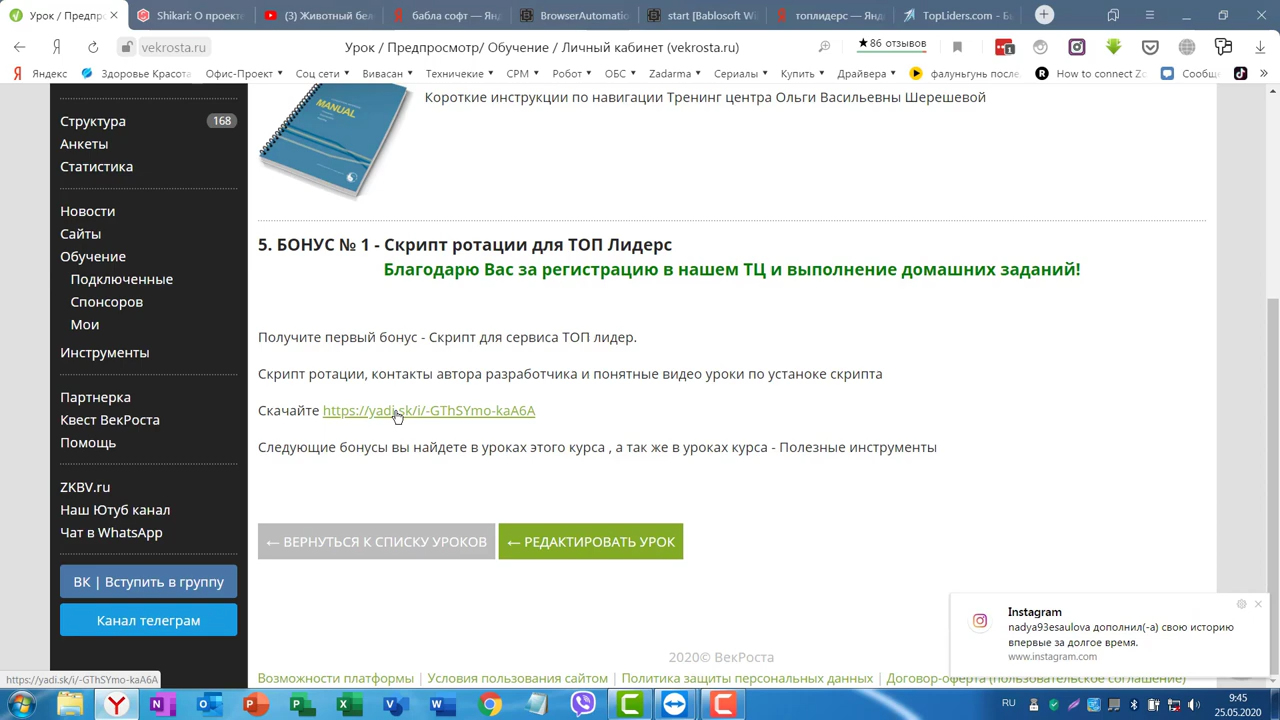 Урок / Предпр
Shikari: О проект
(3) Животный бел
бабла софт — Янд
BrowserAutomatio
start [Bablosoft W
топлидерс — Янд
TopLiders.com - Б
vekrosta.ru
Урок / Предпросмотр/ Обучение / Личный кабинет (vekrosta.ru)
★86 отзывов
Яндекс
Здоровье Красота
Офис-Проект
Соц сети
Вивасан
Техничекие
СРМ
Робот
ОБС
Zadarma
Сериалы
Купить
Драйвера
фалуньгунь после
How to connect Zo
Сообщ
Структура 168
Анкеты
Статистика
Новости
Сайты
Обучение
Подключенные
Спонсоров
Мои
Инструменты
Партнерка
Квест ВекРоста
Помощь
ZKBV.ru
Наш Ютуб канал
Чат в WhatsApp
ВК | Вступить в группу
Канал телеграм
MANUAL
Короткие инструкции по навигации Тренинг центра Ольги Васильевны Шерешевой
5. БОНУС № 1 - Скрипт ротации для ТОП Лидерс
Благодарю Вас за регистрацию в нашем ТЦ и выполнение домашних заданий!
Получите первый бонус - Скрипт для сервиса ТОП лидер.
Скрипт ротации, контакты автора разработчика и понятные видео уроки по устаноке скрипта
Скачайте https://yadi.sk/i/-GThSYmo-kaA6A
Следующие бонусы вы найдете в уроках этого курса , а так же в уроках курса - Полезные инструменты
← ВЕРНУТЬСЯ К СПИСКУ УРОКОВ
← РЕДАКТИРОВАТЬ УРОК
Instagram
nadya93esaulova дополнил(-а) свою историю
впервые за долгое время.
www.instagram.com
2020© ВекРоста
Возможности платформы | Условия пользования сайтом | Политика защиты персональных данных | Договор-оферта (пользовательское соглашение)
https://yadi.sk/i/-GThSYmo-kaA6A
RU
9:45
25.05.2020